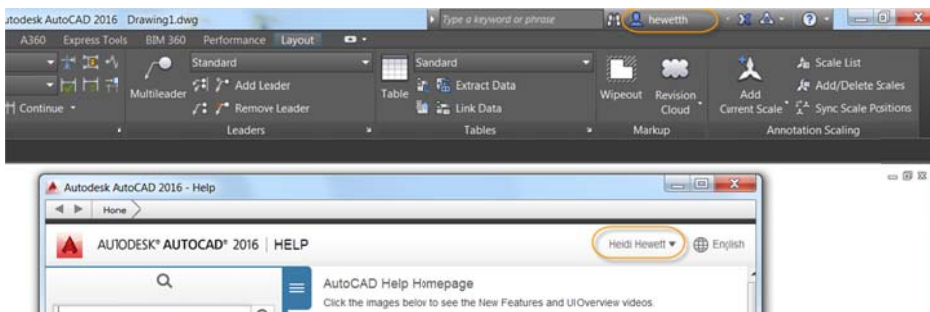 utodesk AutoCAD 2016 Drawing1.dwg Type a keyword or phrase hewetth
A360 Express Tools BIM 360 Performance Layout
Standard Sandard Scale List
Multileader Add Leader Table Extract Data Wipeout Revision Cloud Add Current Scale Add/Delete Scales
Continue Remove Leader Link Data Sync Scale Positions
Leaders Tables Markup Annotation Scaling
Autodesk AutoCAD 2016 - Help
Home
AUTODESK® AUTOCAD® 2016 | HELP Heidi Hewett English
AutoCAD Help Homepage
Click the images below to see the New Features and UI Overview videos.